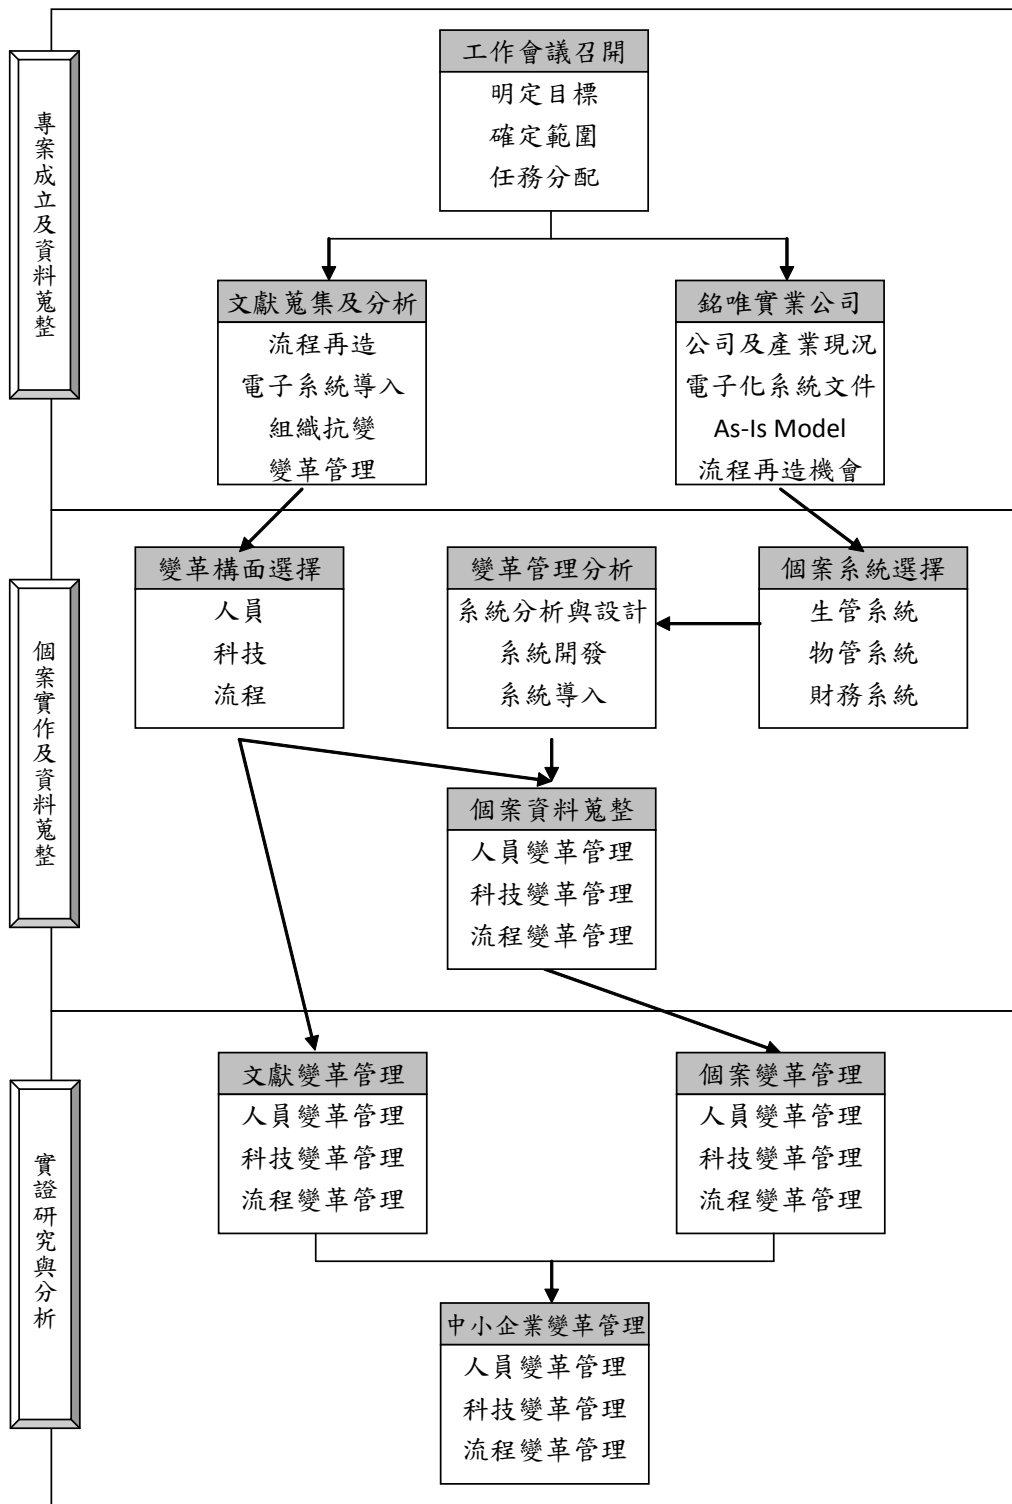 專案成立及資料蒐整
工作會議召開
明定目標
確定範圍
任務分配
文獻蒐集及分析
流程再造
電子系統導入
組織抗變
變革管理
銘唯實業公司
公司及產業現況
電子化系統文件
As-Is Model
流程再造機會
個案實作及資料蒐整
變革構面選擇
人員
科技
流程
變革管理分析
系統分析與設計
系統開發
系統導入
個案系統選擇
生管系統
物管系統
財務系統
個案資料蒐整
人員變革管理
科技變革管理
流程變革管理
實證研究與分析
文獻變革管理
人員變革管理
科技變革管理
流程變革管理
個案變革管理
人員變革管理
科技變革管理
流程變革管理
中小企業變革管理
人員變革管理
科技變革管理
流程變革管理